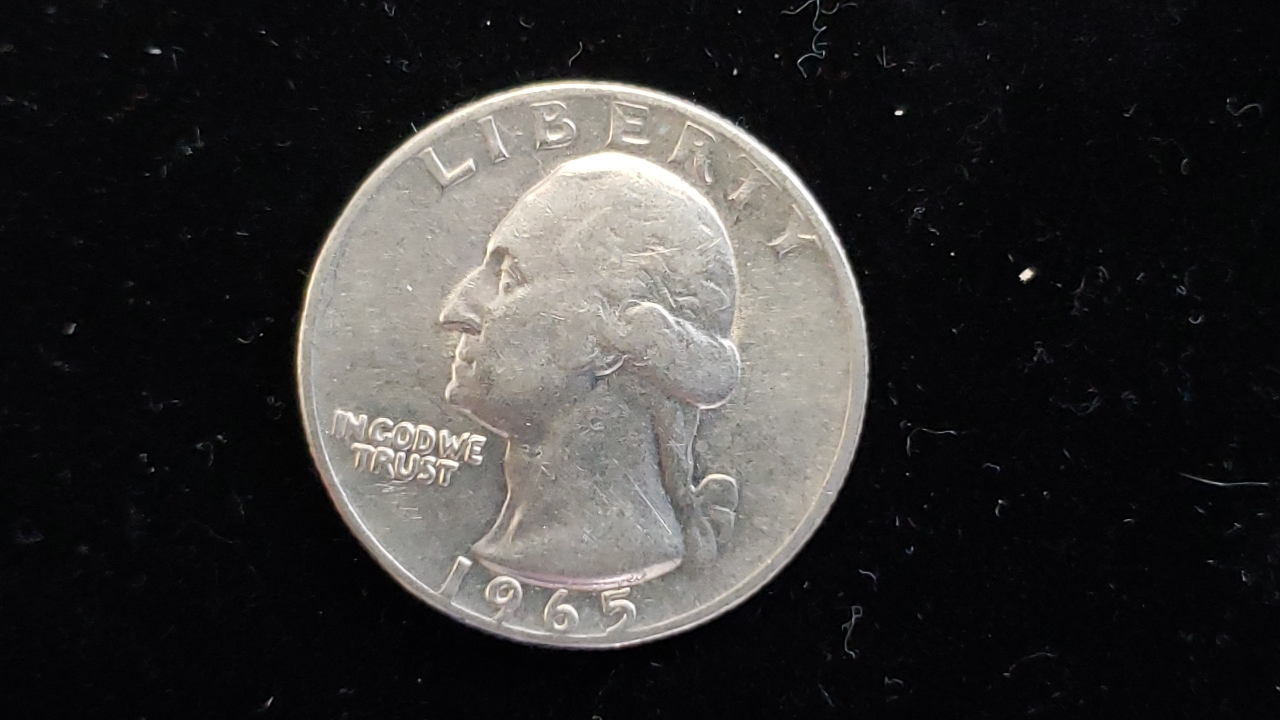 LIBERTY
IN GOD WE
TRUST
1965